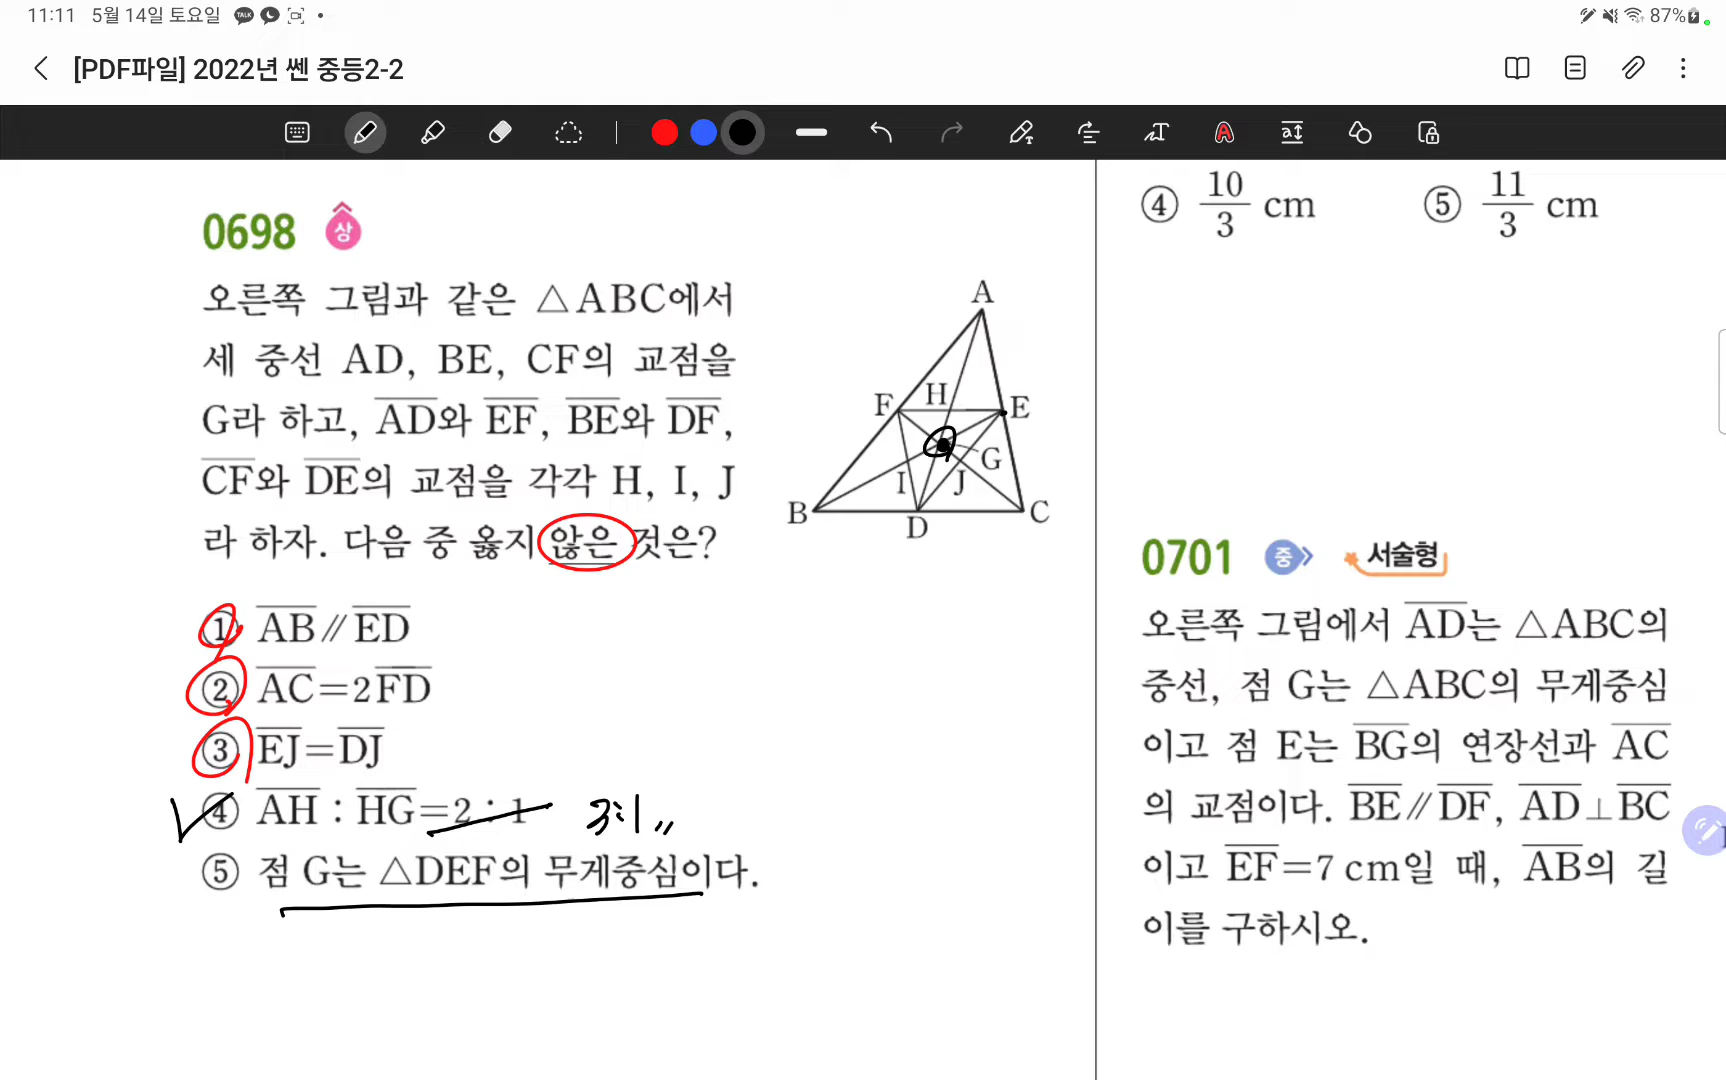 11:11 5월 14일 토요일 TALK 87%
[PDF파일] 2022년 쎈 중등2-2
0698 상
오른쪽 그림과 같은 △ABC에서
세 중선 AD, BE, CF의 교점을
G라 하고, AD와 EF, BE와 DF,
CF와 DE의 교점을 각각 H, I, J
라 하자. 다음 중 옳지 않은 것은?
A
F H E
G
I J
B D C
① AB∥ED
② AC=2FD
③ EJ=DJ
④ AH : HG=2 : 1 3:1
⑤ 점 G는 △DEF의 무게중심이다.
④ 10/3 cm ⑤ 11/3 cm
0701 중 서술형
오른쪽 그림에서 AD는 △ABC의
중선, 점 G는 △ABC의 무게중심
이고 점 E는 BG의 연장선과 AC
의 교점이다. BE∥DF, AD⊥BC
이고 EF=7 cm일 때, AB의 길
이를 구하시오.